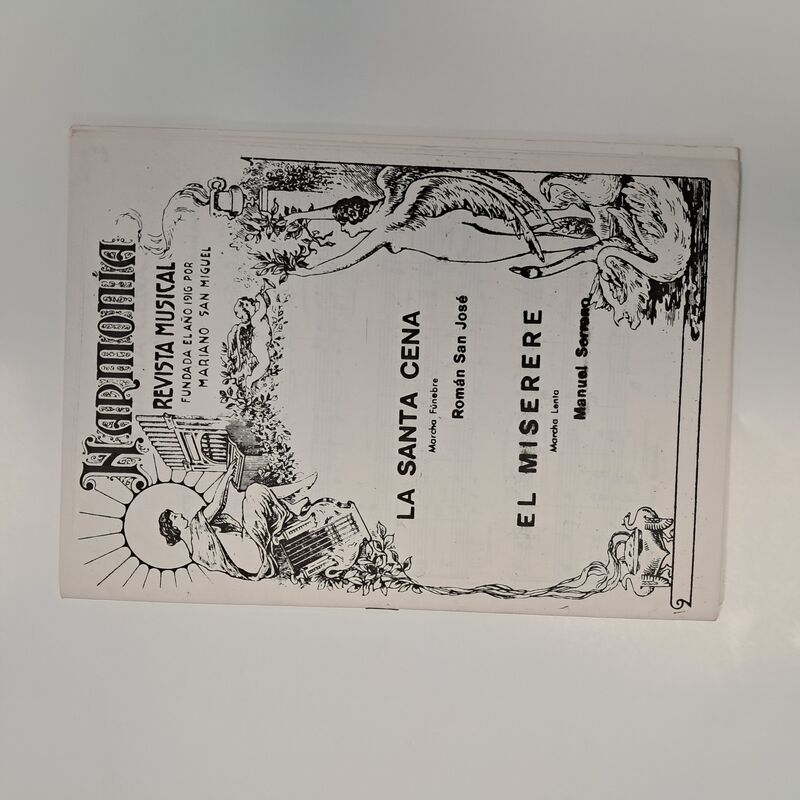 HARMONÍA
REVISTA MUSICAL
FUNDADA EL AÑO 1916 POR
MARIANO SAN MIGUEL
LA SANTA CENA
Marcha Fúnebre
Román San José
EL MISERERE
Marcha Lenta
Manuel Serrano